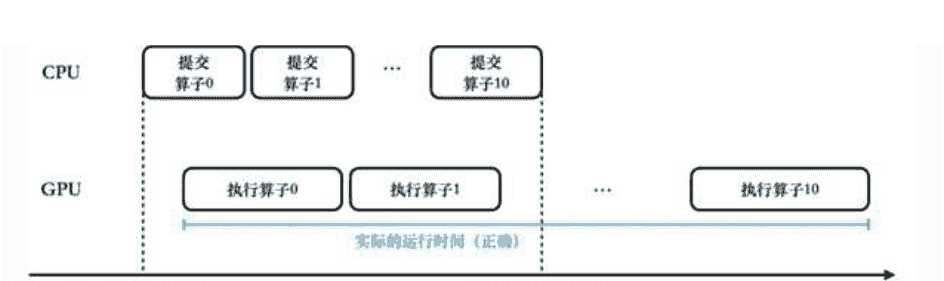 CPU
提交
算子0
提交
算子1
...
提交
算子10
GPU
执行算子0
执行算子1
...
执行算子10
实际的运行时间（正确）